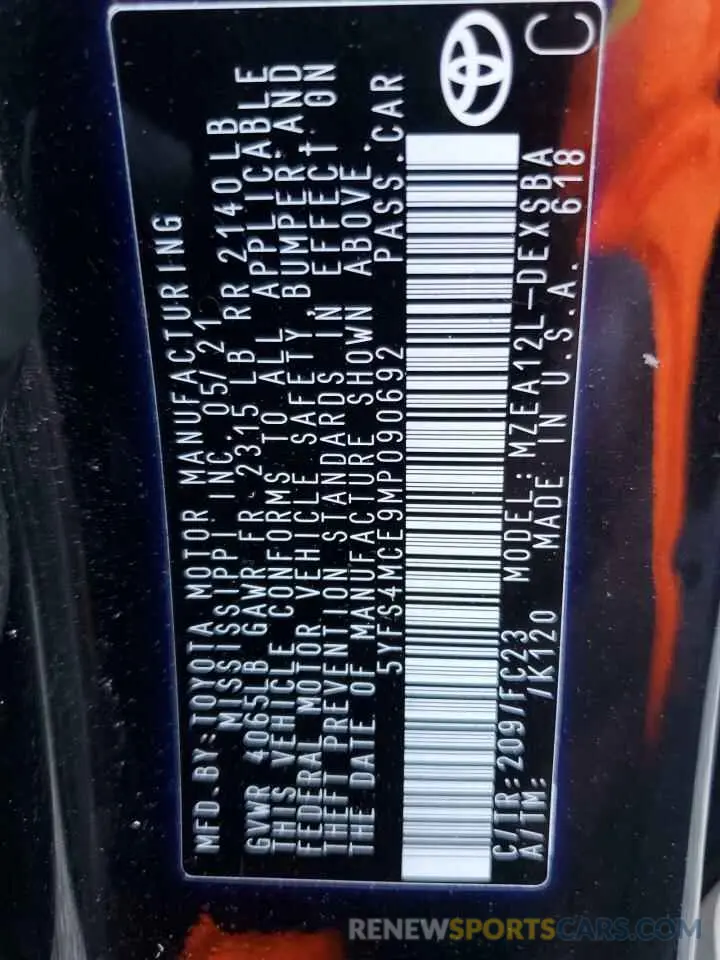 MFD.BY:TOYOTA MOTOR MANUFACTURING
MISSISSIPPI INC. 05/21
GVWR 4065LB GAWR FR 2315 LB RR 2140LB
THIS VEHICLE CONFORMS TO ALL APPLICABLE
FEDERAL MOTOR VEHICLE SAFETY, BUMPER, AND
THEFT PREVENTION STANDARDS IN EFFECT ON
THE DATE OF MANUFACTURE SHOWN ABOVE.
5YFS4MCE9MP090692 PASS.CAR
C/TR:209/FC23 MODEL:MZEA12L-DEXSBA
A/TM: /K120 MADE IN U.S.A. 618
C
RENEWSPORTSCARS.COM